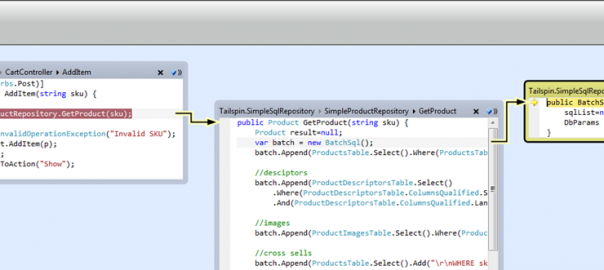 CartController ▸ AddItem
rbs.Post)]
AddItem(string sku) {
uctRepository.GetProduct(sku);
nvalidOperationException("Invalid SKU");
t.AddItem(p);
;
ToAction("Show");
Tailspin.SimpleSqlRepository › SimpleProductRepository › GetProduct
public Product GetProduct(string sku) {
Product result=null;
var batch = new BatchSql();
batch.Append(ProductsTable.Select().Where(ProductsTab
//desciptors
batch.Append(ProductDescriptorsTable.Select()
.Where(ProductDescriptorsTable.ColumnsQualified.S
.And(ProductDescriptorsTable.ColumnsQualified.Lan
//images
batch.Append(ProductImagesTable.Select().Where(Produc
//cross sells
batch.Append(ProductsTable.Select().Add("\r\nWHERE sk
Tailspin.SimpleSqlReposito
public BatchS
sqlList=n
DbParams
}